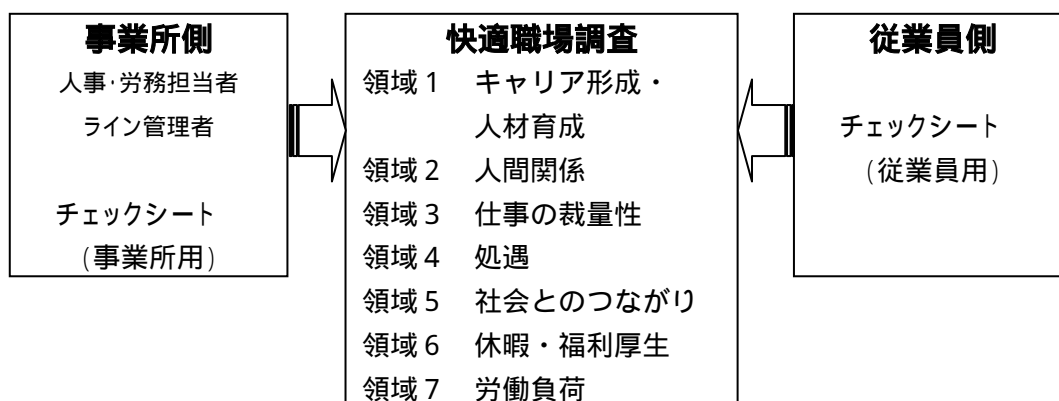 事業所側
人事·労務担当者
ライン管理者
チェックシート
(事業所用)
快適職場調査
領域1 キャリア形成・
人材育成
領域2 人間関係
領域3 仕事の裁量性
領域4 処遇
領域5 社会とのつながり
領域6 休暇・福利厚生
領域7 労働負荷
従業員側
チェックシート
(従業員用)